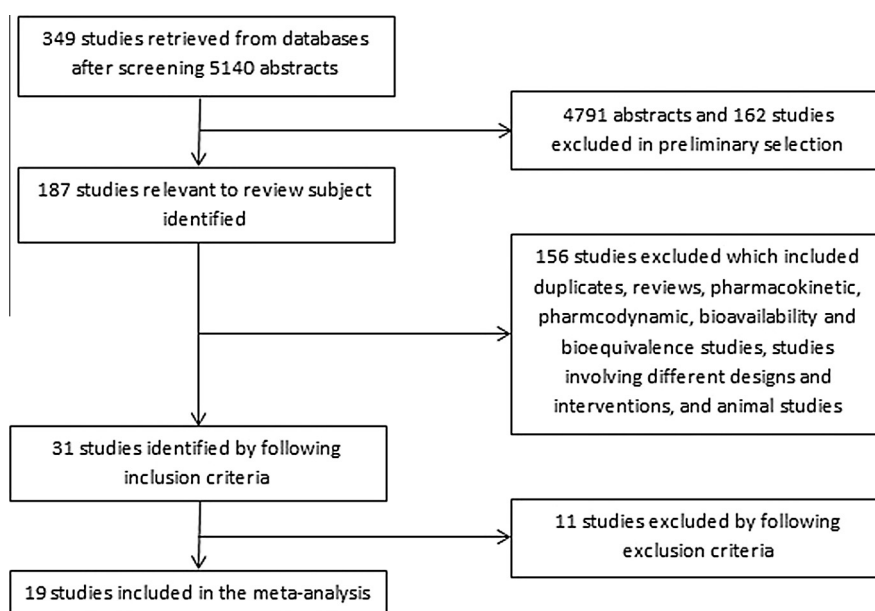 349 studies retrieved from databases
after screening 5140 abstracts
4791 abstracts and 162 studies
excluded in preliminary selection
187 studies relevant to review subject
identified
156 studies excluded which included
duplicates, reviews, pharmacokinetic,
pharmcodynamic, bioavailability and
bioequivalence studies, studies
involving different designs and
interventions, and animal studies
31 studies identified by following
inclusion criteria
11 studies excluded by following
exclusion criteria
19 studies included in the meta-analysis